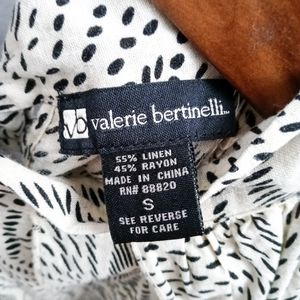 vb valerie bertinelli
55% LINEN
45% RAYON
MADE IN CHINA
RN# 88820
S
SEE REVERSE
FOR CARE